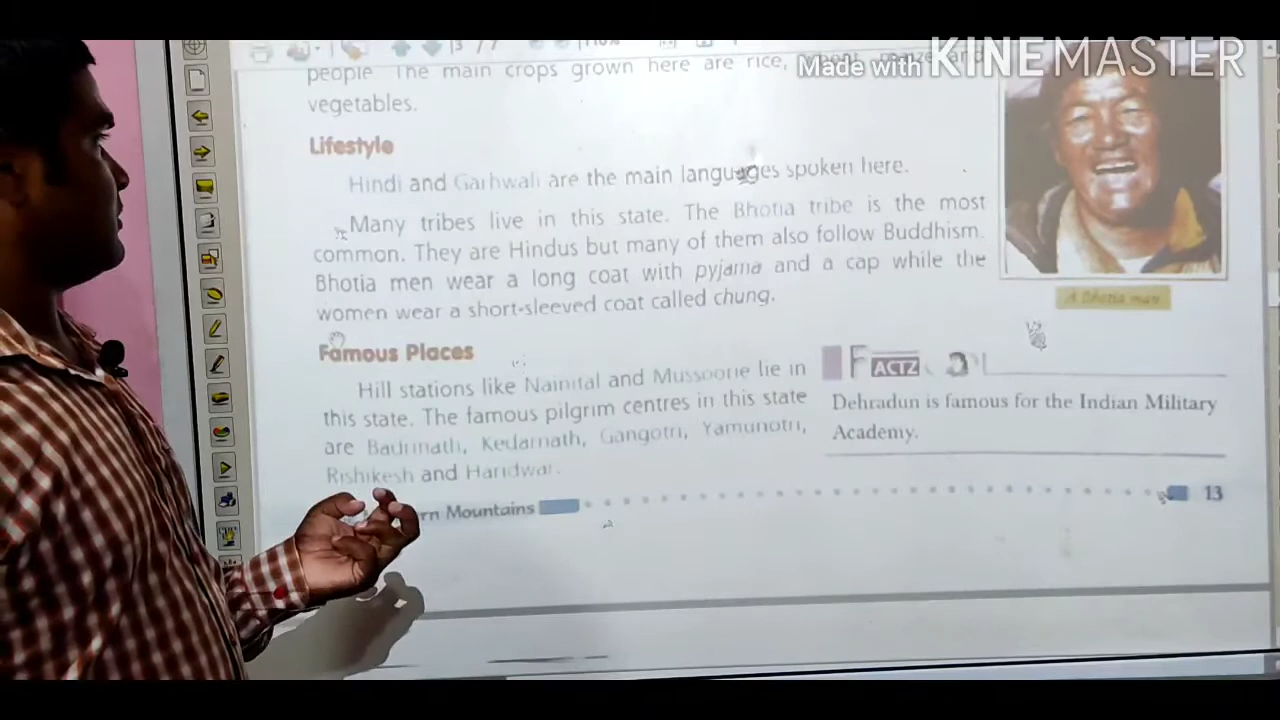 13 / 7
Made with KINEMASTER
people. The main crops grown here are rice,
vegetables.
Lifestyle
Hindi and Garhwali are the main languages spoken here.
Many tribes live in this state. The Bhotia tribe is the most
common. They are Hindus but many of them also follow Buddhism.
Bhotia men wear a long coat with pyjama and a cap while the
women wear a short-sleeved coat called chung.
A Bhotia man
Famous Places
Hill stations like Nainital and Mussoorie lie in
this state. The famous pilgrim centres in this state
are Badrinath, Kedarnath, Gangotri, Yamunotri,
Rishikesh and Haridwar.
FACTZ
Dehradun is famous for the Indian Military
Academy.
Mountains
13